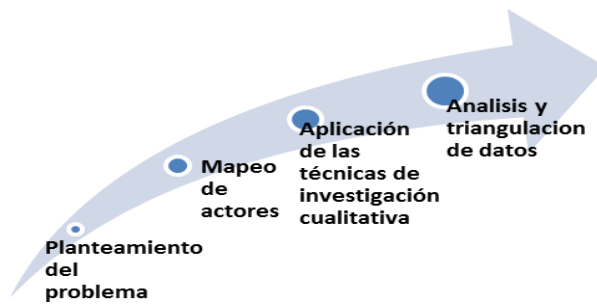 Planteamiento
del
problema
Mapeo
de
actores
Aplicación
de las
técnicas de
investigación
cualitativa
Analisis y
triangulacion
de datos